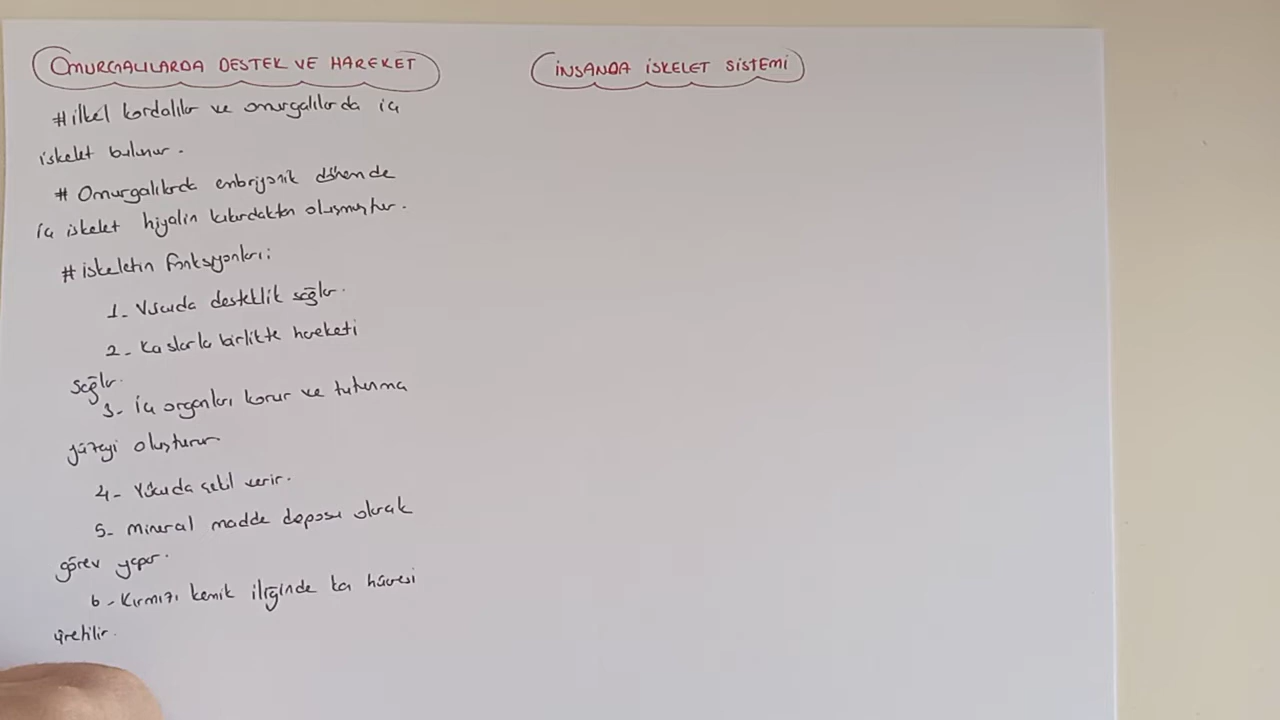 OMURGALILARDA DESTEK VE HAREKET
# İlkel kordalılar ve omurgalılarda iç
iskelet bulunur.
# Omurgalılarda embriyonik dönemde
iç iskelet hiyalin kıkırdaktan oluşmuştur.
# İskeletin fonksiyonları;
1- Vücuda desteklik sağlar.
2- Kaslarla birlikte hareketi
sağlar.
3- İç organları korur ve tutunma
yüzeyi oluşturur.
4- Vücuda şekil verir.
5- Mineral madde deposu olarak
görev yapar.
6- Kırmızı kemik iliğinde kan hücresi
üretilir.
İNSANDA İSKELET SİSTEMİ